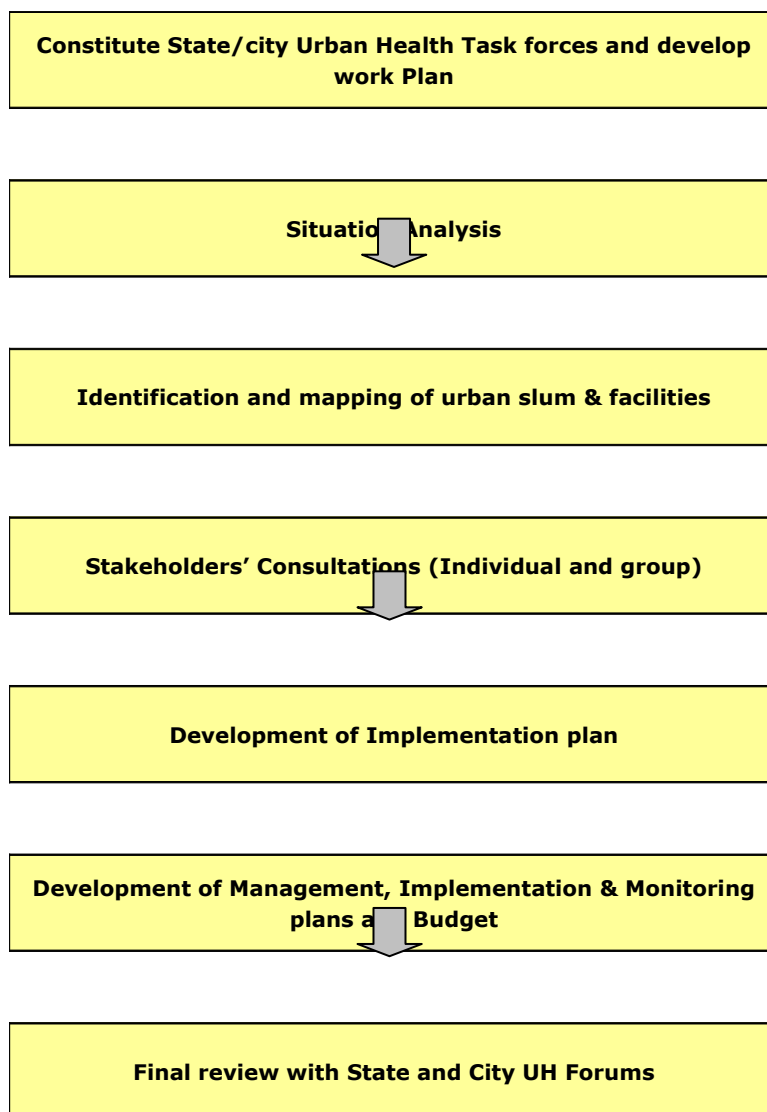 Constitute State/city Urban Health Task forces and develop
work Plan
Situation Analysis
Identification and mapping of urban slum & facilities
Stakeholders’ Consultations (Individual and group)
Development of Implementation plan
Development of Management, Implementation & Monitoring
plans and Budget
Final review with State and City UH Forums